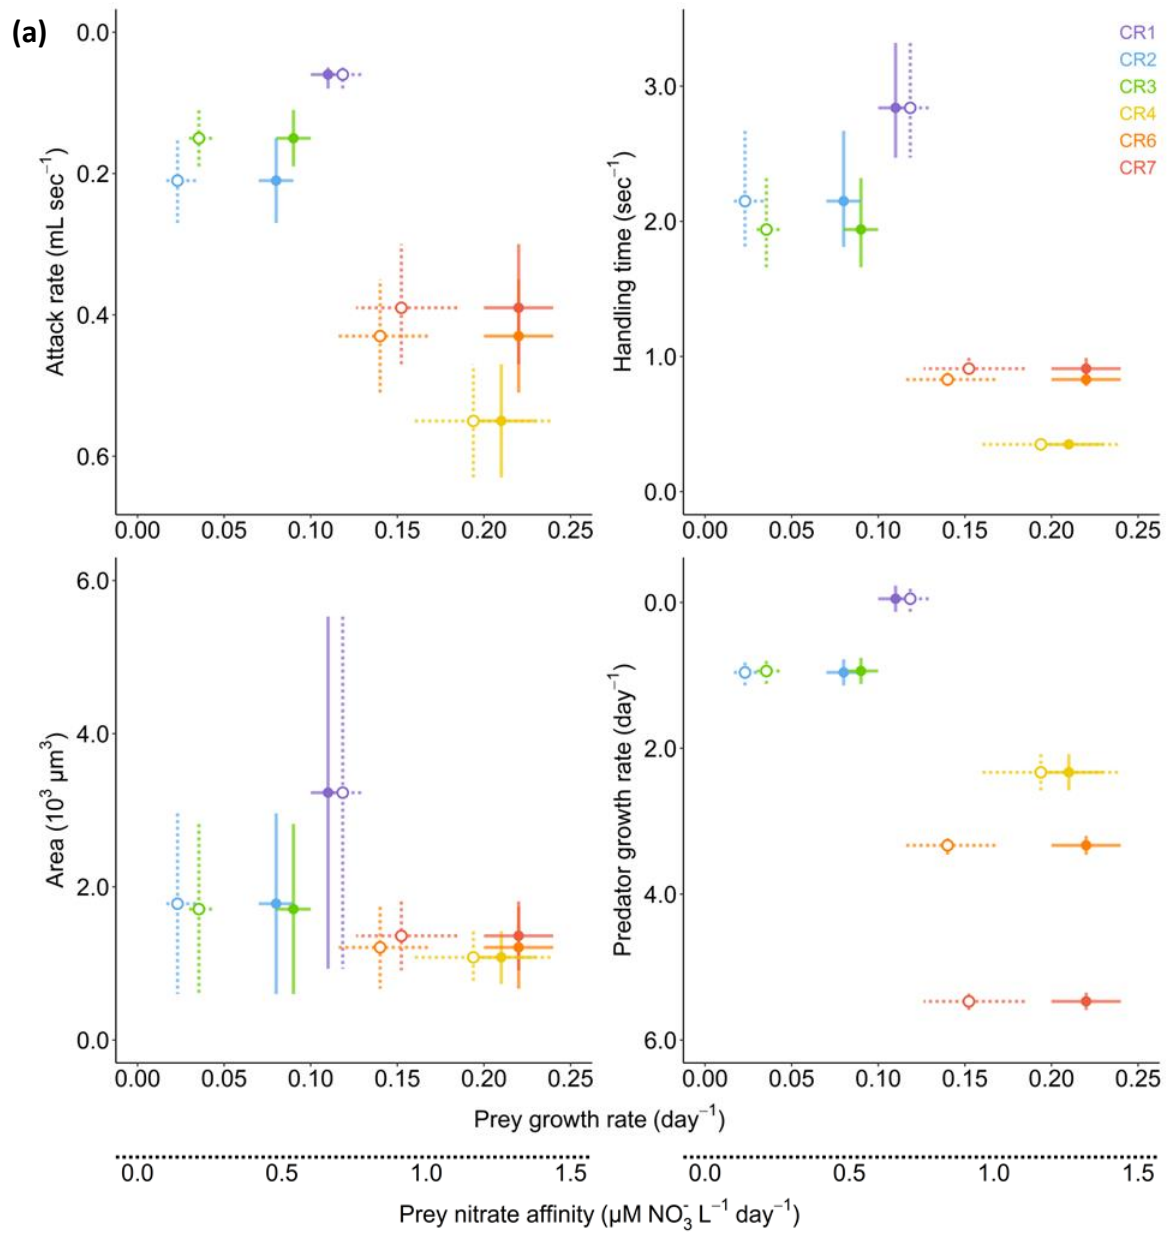 (a)
CR1
CR2
CR3
CR4
CR6
CR7
Attack rate (mL sec⁻¹)
0.0
0.2
0.4
0.6
0.00 0.05 0.10 0.15 0.20 0.25
Handling time (sec⁻¹)
3.0
2.0
1.0
0.0
0.00 0.05 0.10 0.15 0.20 0.25
Area (10³ µm³)
6.0
4.0
2.0
0.0
0.00 0.05 0.10 0.15 0.20 0.25
Predator growth rate (day⁻¹)
0.0
2.0
4.0
6.0
0.00 0.05 0.10 0.15 0.20 0.25
Prey growth rate (day⁻¹)
0.0 0.5 1.0 1.5
0.0 0.5 1.0 1.5
Prey nitrate affinity (µM NO₃⁻ L⁻¹ day⁻¹)